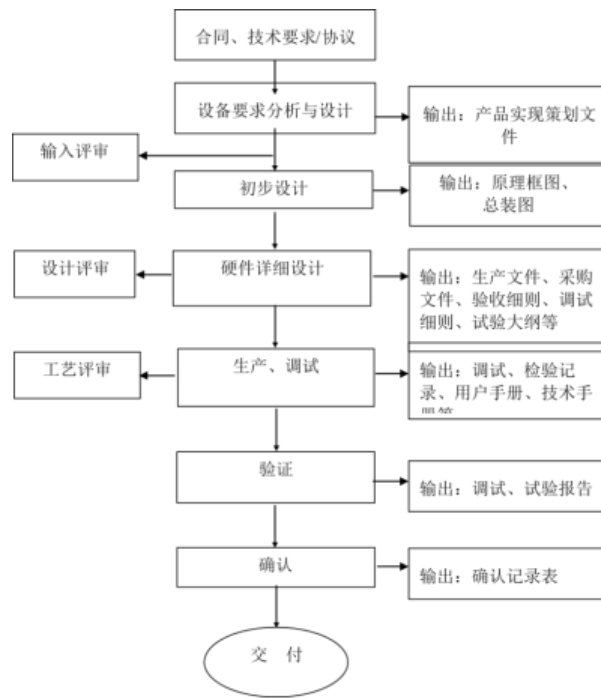 合同、技术要求/协议
设备要求分析与设计
输出：产品实现策划文
件
输入评审
初步设计
输出：原理框图、
总装图
设计评审
硬件详细设计
输出：生产文件、采购
文件、验收细则、调试
细则、试验大纲等
工艺评审
生产、调试
输出：调试、检验记
录、用户手册、技术手
册等
验证
输出：调试、试验报告
确认
输出：确认记录表
交 付